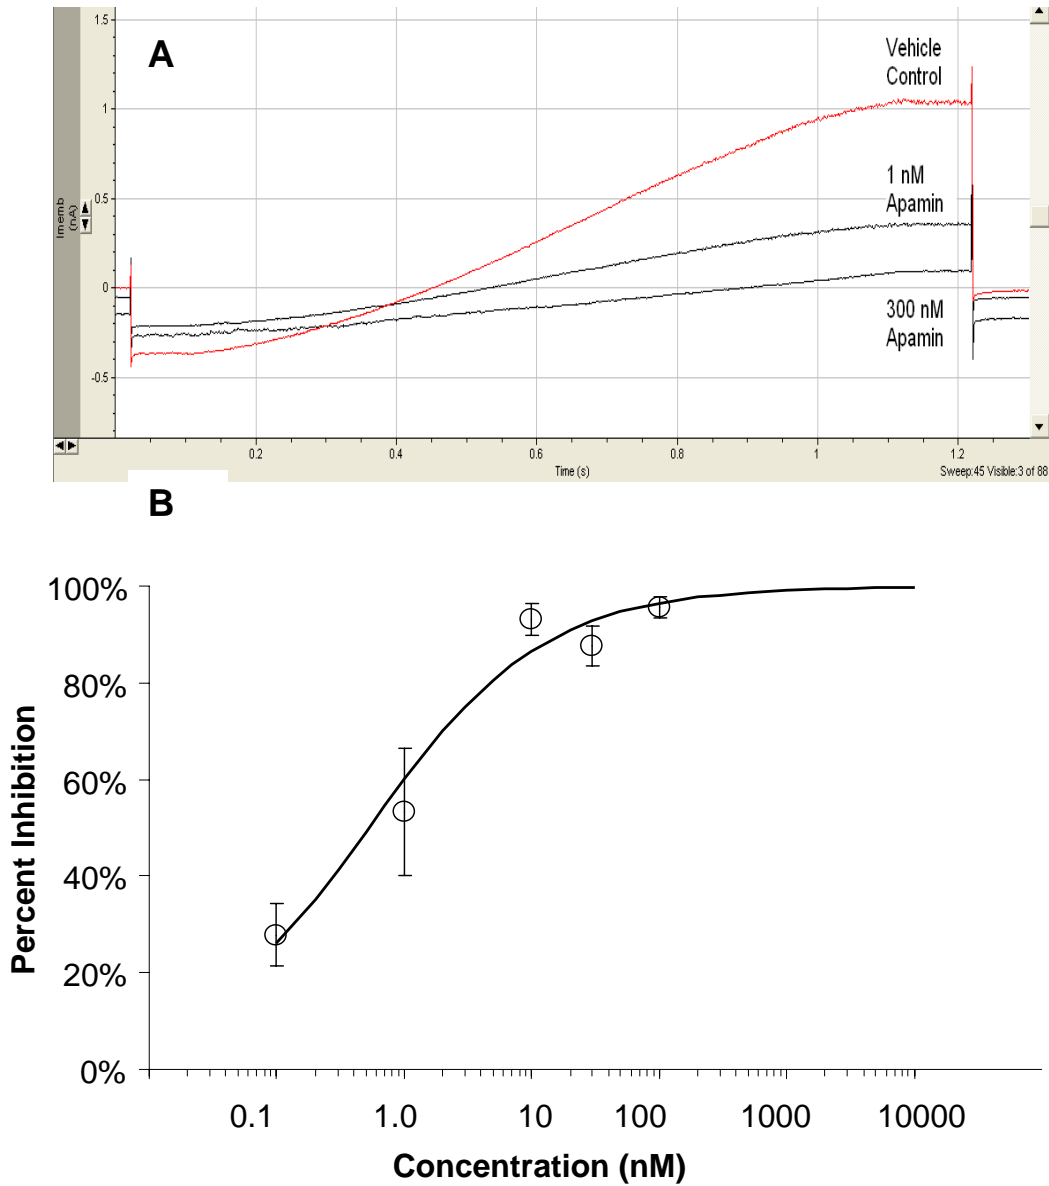 A
1.5
Vehicle
Control
1
1 nM
Apamin
0.5
Imemb
(nA)
0
300 nM
Apamin
-0.5
0.2 0.4 0.6 0.8 1 1.2
Time (s)
Sweep:45 Visible:3 of 88
B
100%
80%
60%
40%
20%
0%
Percent Inhibition
0.1 1.0 10 100 1000 10000
Concentration (nM)